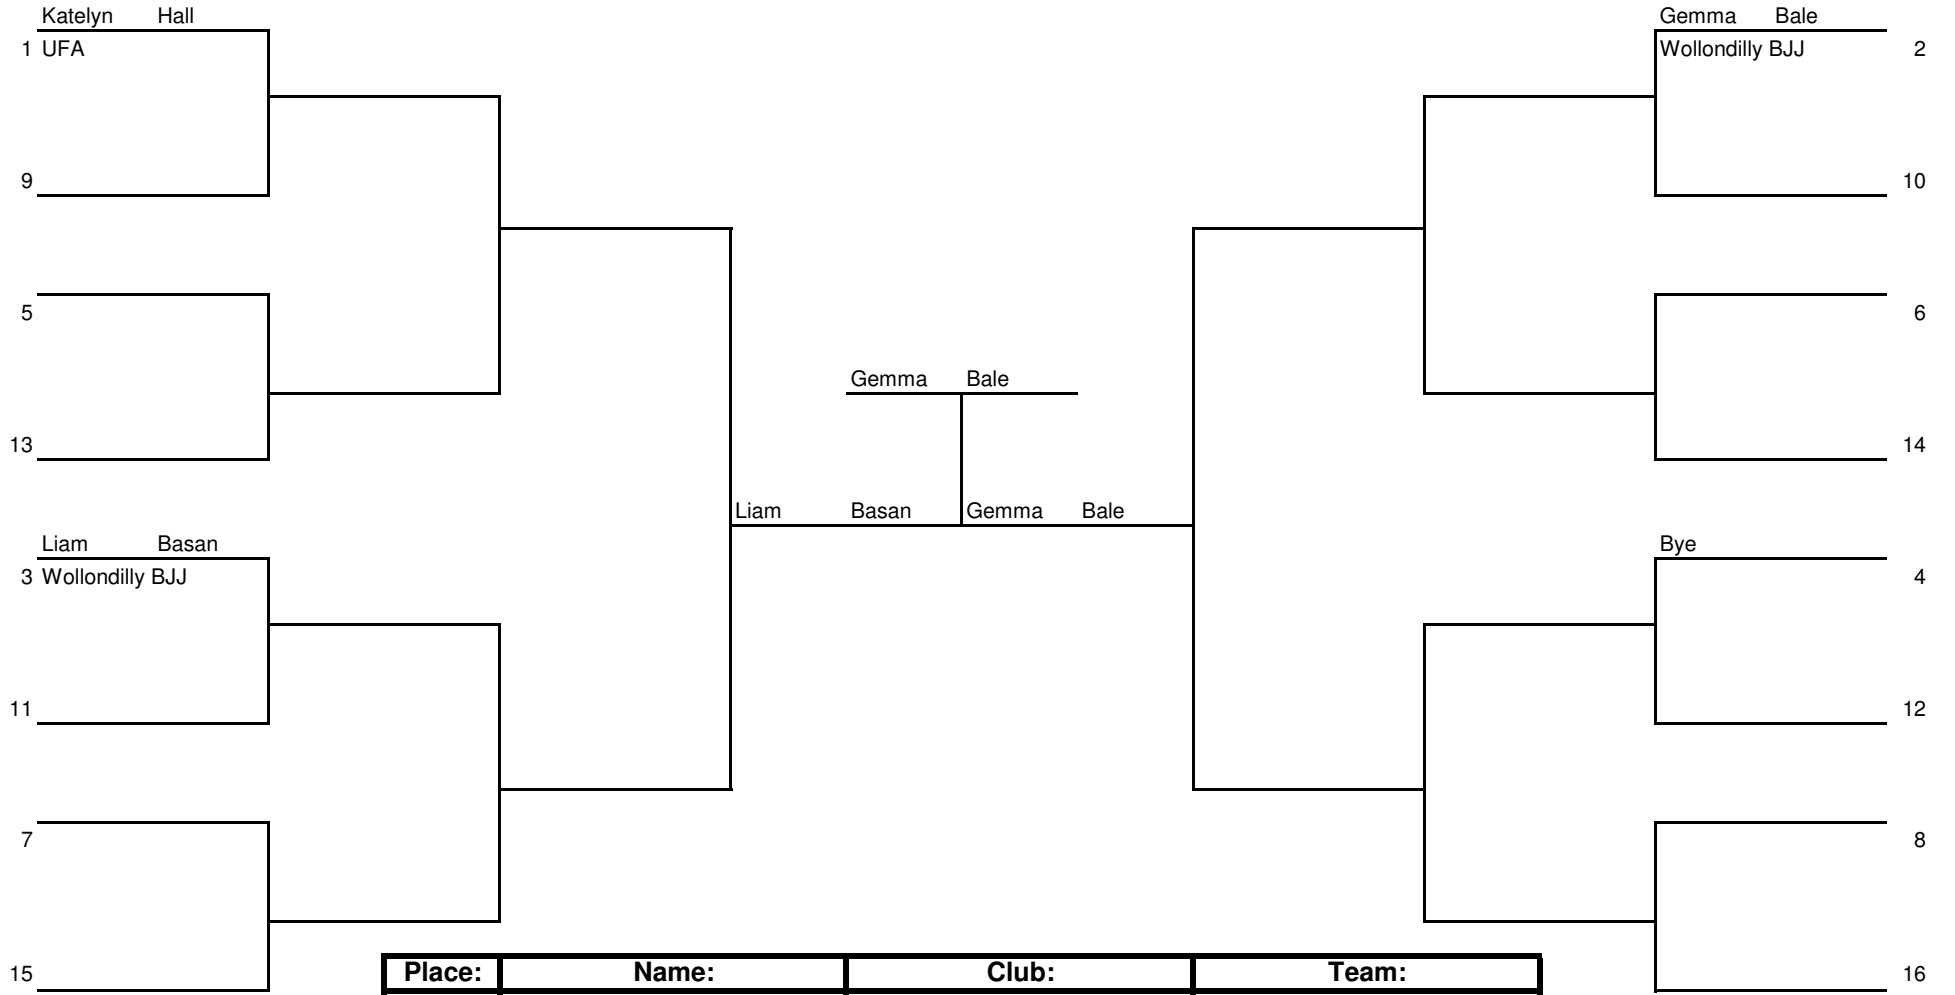 Katelyn Hall
1 UFA
9
5
13
Liam Basan
3 Wollondilly BJJ
11
7
15
Gemma Bale
Liam Basan Gemma Bale
Gemma Bale
Wollondilly BJJ 2
10
6
14
Bye
4
12
8
16
Place: Name: Club: Team: